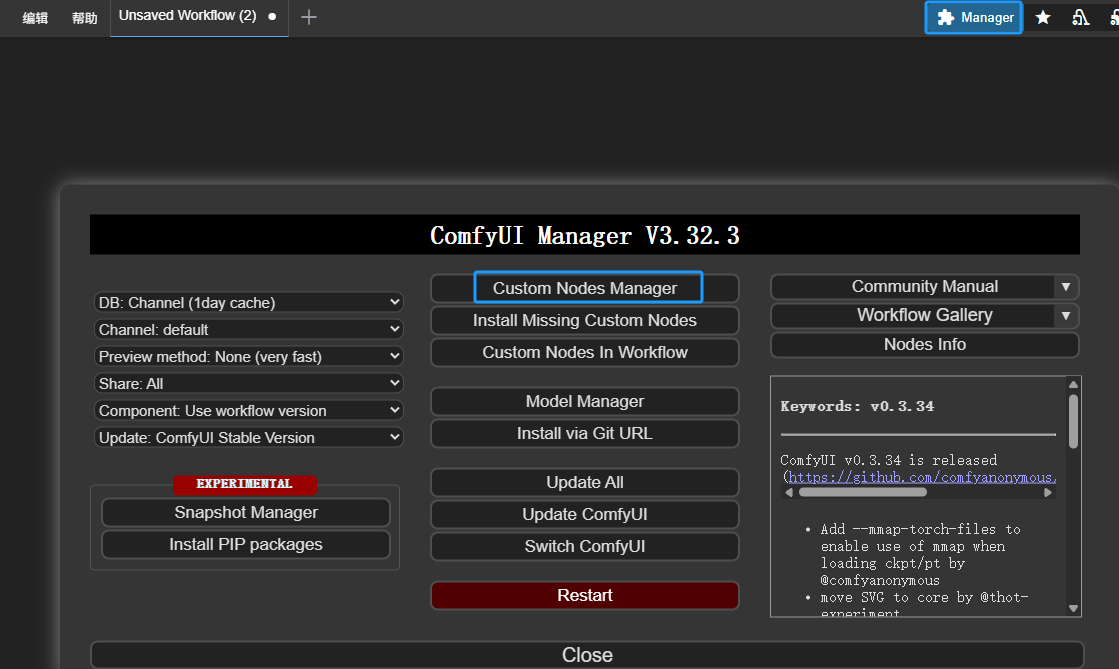 编辑 帮助 Unsaved Workflow (2) Manager
ComfyUI Manager V3.32.3
DB: Channel (1day cache)
Channel: default
Preview method: None (very fast)
Share: All
Component: Use workflow version
Update: ComfyUI Stable Version
EXPERIMENTAL
Snapshot Manager
Install PIP packages
Custom Nodes Manager
Install Missing Custom Nodes
Custom Nodes In Workflow
Model Manager
Install via Git URL
Update All
Update ComfyUI
Switch ComfyUI
Restart
Community Manual
Workflow Gallery
Nodes Info
Keywords: v0.3.34
ComfyUI v0.3.34 is released
(https://github.com/comfyanonymous.
• Add --mmap-torch-files to
enable use of mmap when
loading ckpt/pt by
@comfyanonymous
• move SVG to core by @thot-
experiment
Close